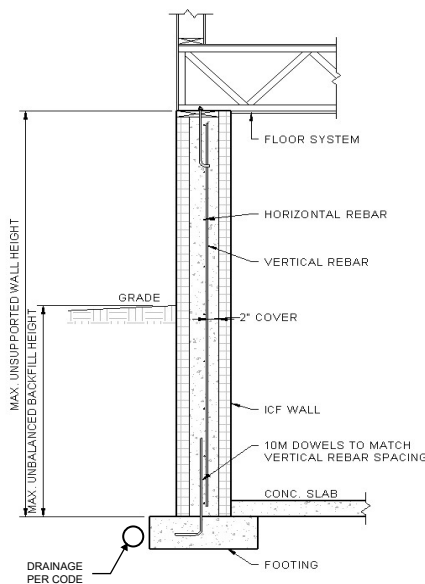 FLOOR SYSTEM
HORIZONTAL REBAR
VERTICAL REBAR
MAX. UNSUPPORTED WALL HEIGHT
GRADE
2" COVER
MAX. UNBALANCED BACKFILL HEIGHT
ICF WALL
10M DOWELS TO MATCH
VERTICAL REBAR SPACING
CONC. SLAB
DRAINAGE
PER CODE
FOOTING